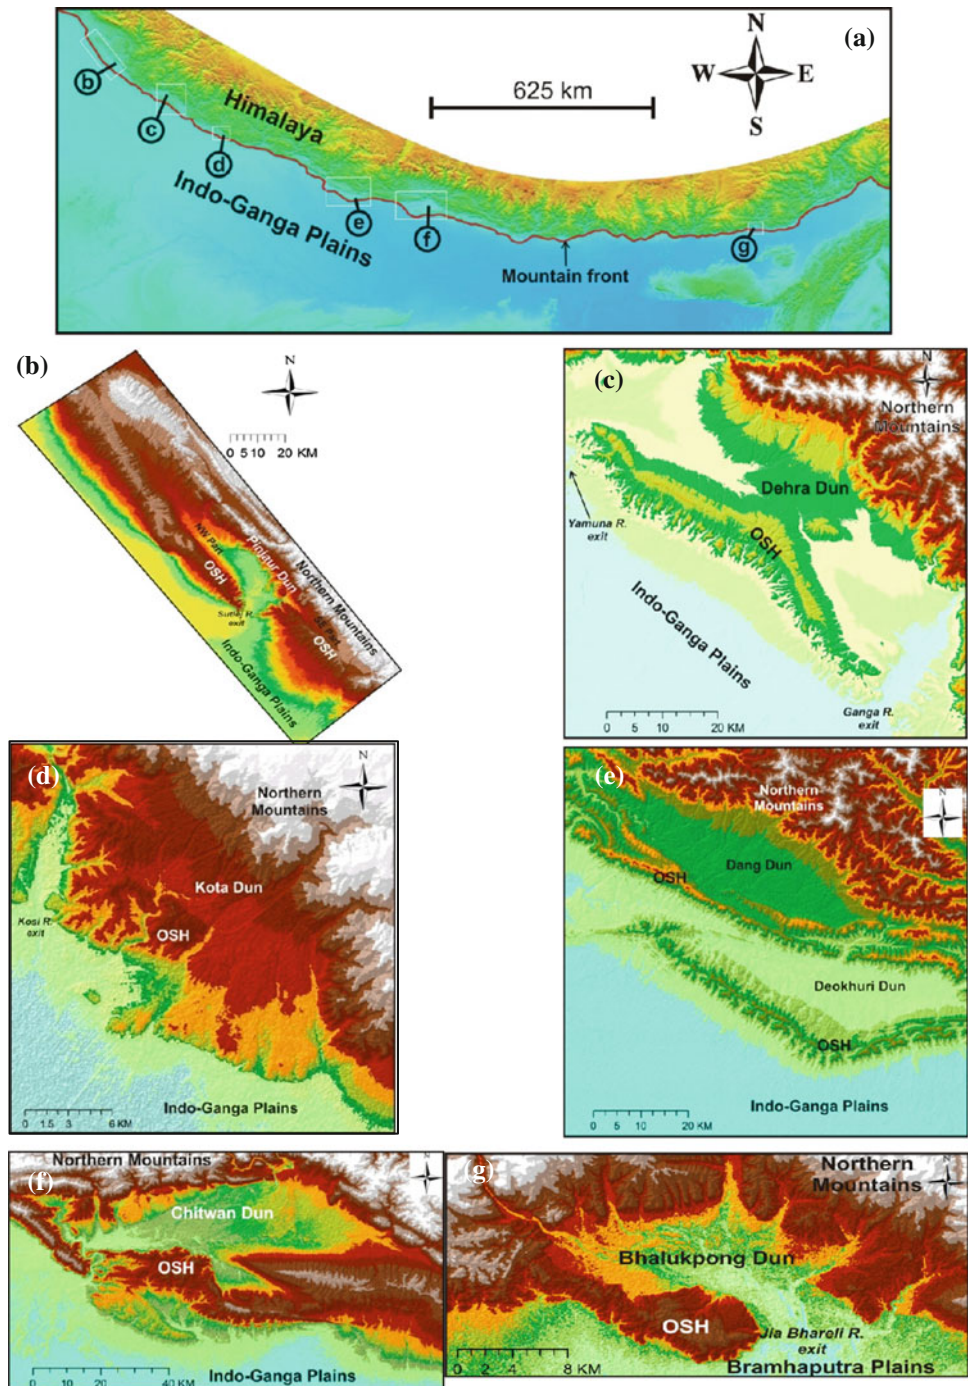 (a)
N
W E
S
625 km
Himalaya
Indo-Ganga Plains
b
c
d
e
f
g
Mountain front
(b)
N
0 5 10 20 KM
NW Part
OSH
Pinjaur Dun
Northern Mountains
Sutlej R.
exit
SE Part
OSH
Indo-Ganga Plains
(c)
N
Northern
Mountains
Dehra Dun
OSH
Yamuna R.
exit
Indo-Ganga Plains
Ganga R.
exit
0 5 10 20 KM
(d)
N
Northern
Mountains
Kota Dun
OSH
Kosi R.
exit
0 1.5 3 6 KM
Indo-Ganga Plains
(e)
N
Northern
Mountains
Dang Dun
OSH
Deokhuri Dun
OSH
Indo-Ganga Plains
0 5 10 20 KM
(f)
N
Northern Mountains
Chitwan Dun
OSH
0 10 20 40 KM
Indo-Ganga Plains
(g)
N
Northern
Mountains
Bhalukpong Dun
OSH
Jia Bhareli R.
exit
0 2 4 8 KM
Bramhaputra Plains